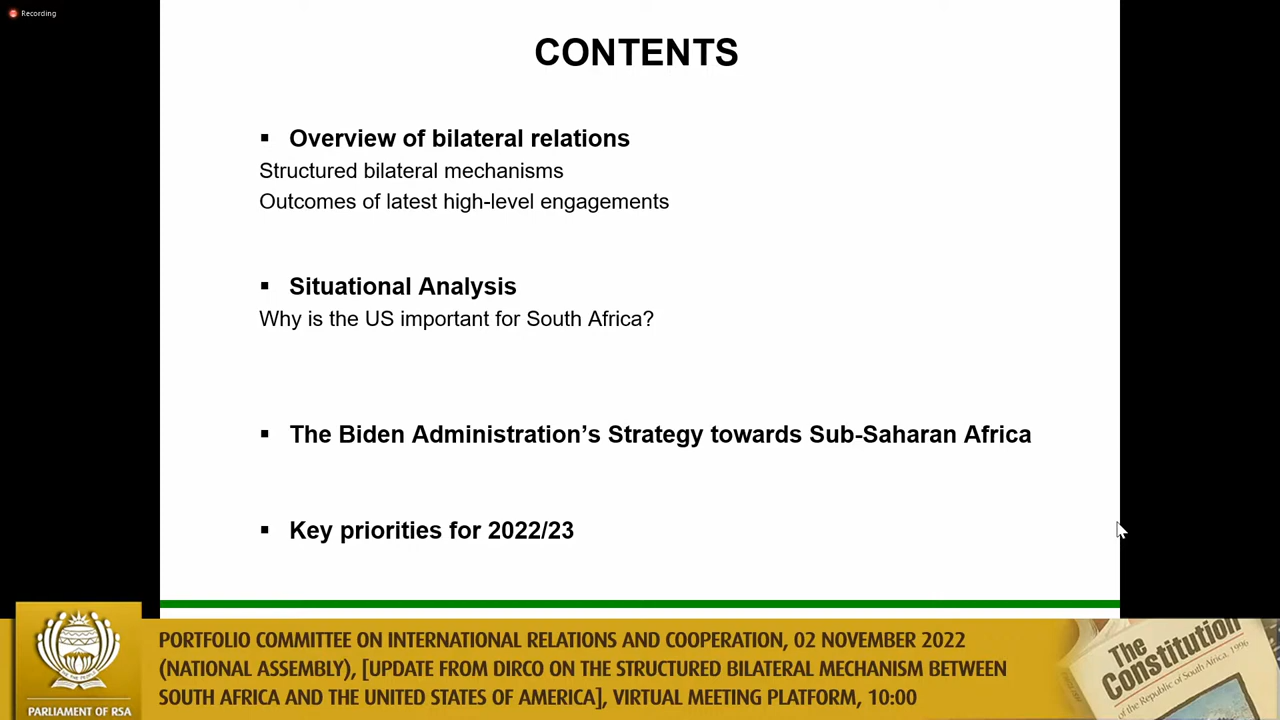 Recording
CONTENTS
▪ Overview of bilateral relations
Structured bilateral mechanisms
Outcomes of latest high-level engagements
▪ Situational Analysis
Why is the US important for South Africa?
▪ The Biden Administration’s Strategy towards Sub-Saharan Africa
▪ Key priorities for 2022/23
PORTFOLIO COMMITTEE ON INTERNATIONAL RELATIONS AND COOPERATION, 02 NOVEMBER 2022
(NATIONAL ASSEMBLY), [UPDATE FROM DIRCO ON THE STRUCTURED BILATERAL MECHANISM BETWEEN
SOUTH AFRICA AND THE UNITED STATES OF AMERICA], VIRTUAL MEETING PLATFORM, 10:00
PARLIAMENT OF RSA
The
Constitution
of the Republic of South Africa, 1996